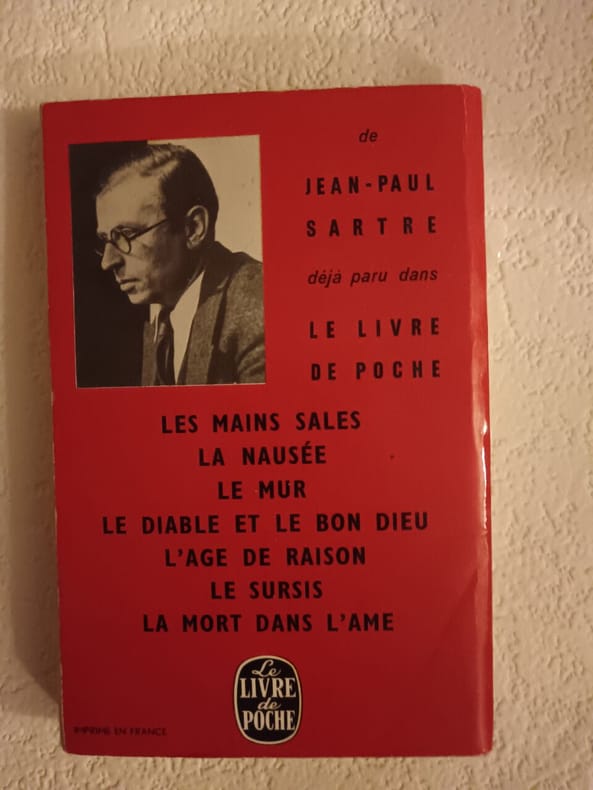 de
JEAN-PAUL
SARTRE
déjà paru dans
LE LIVRE
DE POCHE
LES MAINS SALES
LA NAUSÉE
LE MUR
LE DIABLE ET LE BON DIEU
L'AGE DE RAISON
LE SURSIS
LA MORT DANS L'AME
Le
LIVRE
de
POCHE
IMPRIMÉ EN FRANCE